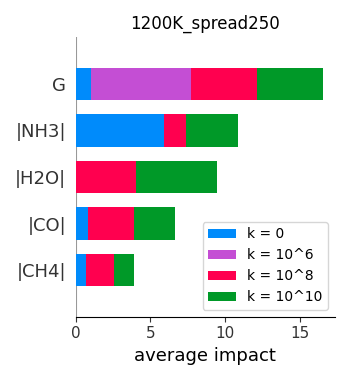 1200K_spread250
G
|NH3|
|H2O|
|CO|
|CH4|
k = 0
k = 10^6
k = 10^8
k = 10^10
0 5 10 15
average impact